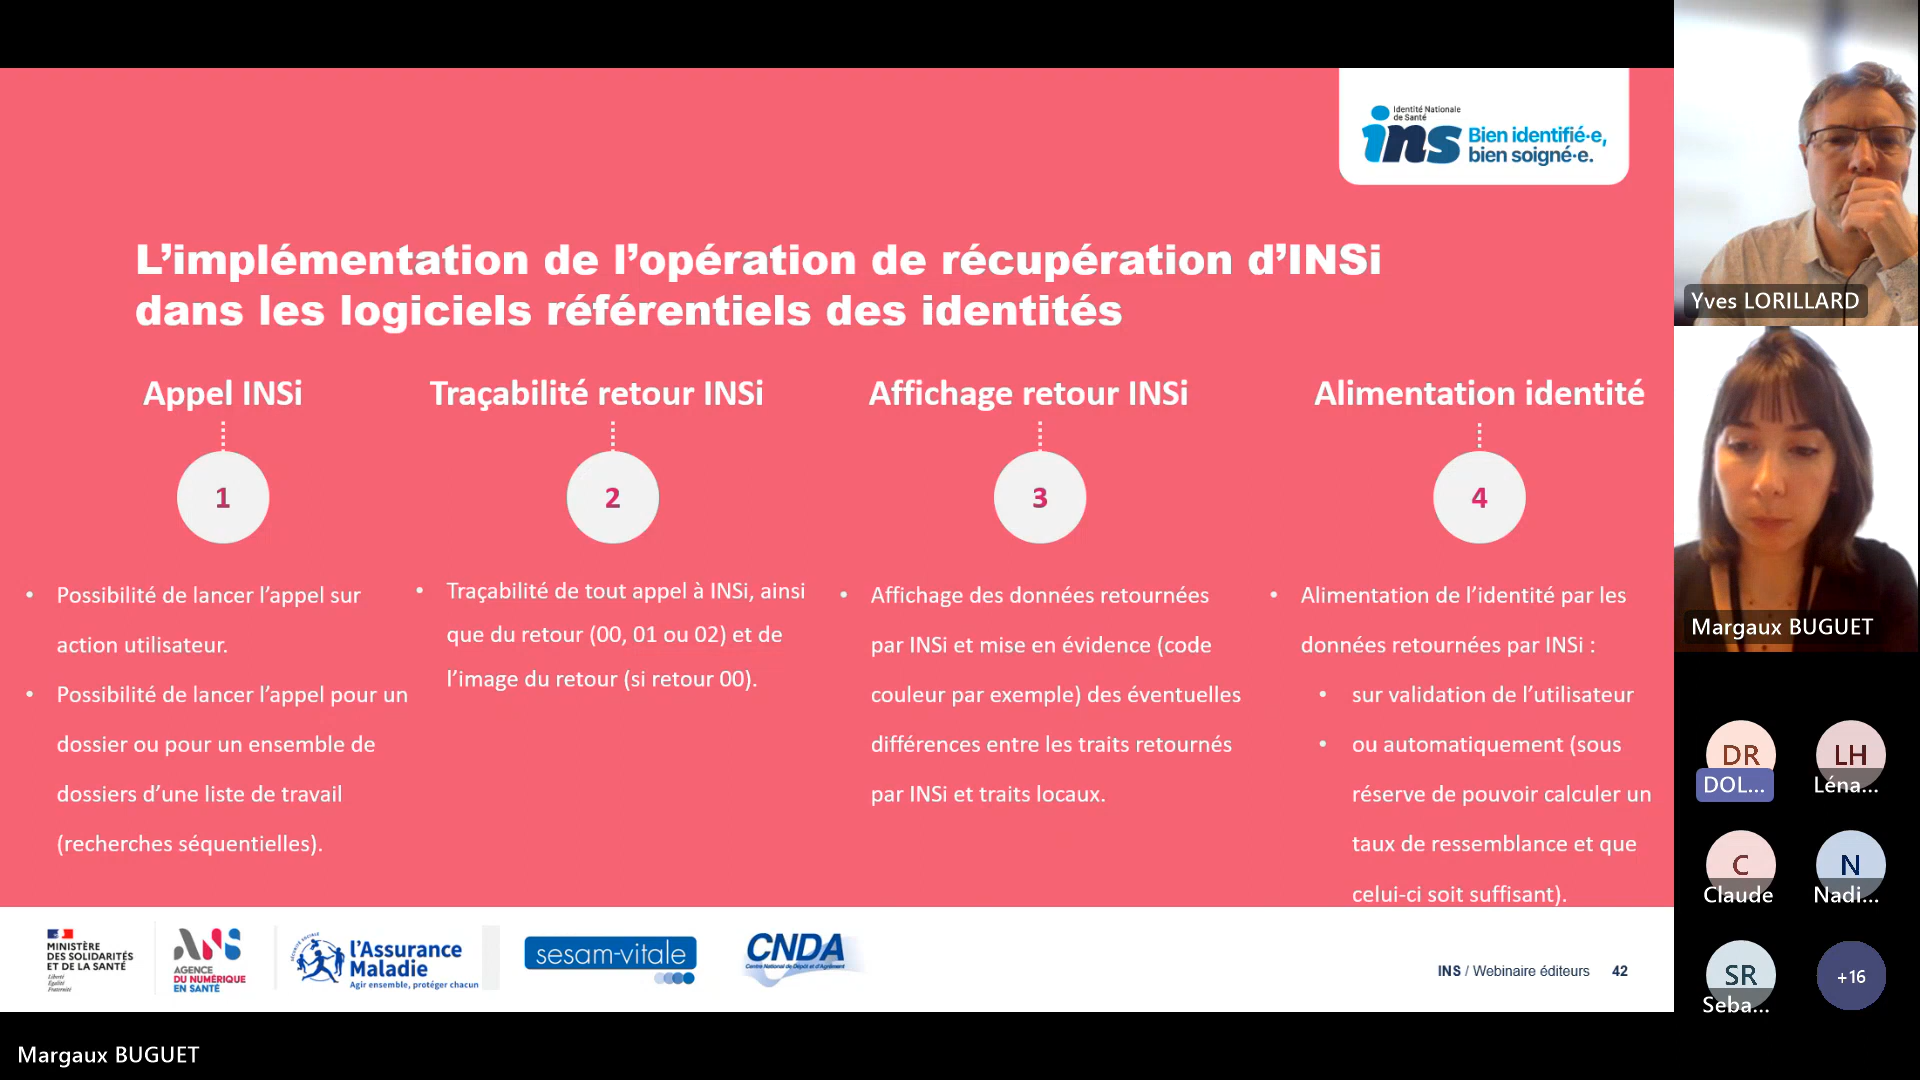 Identité Nationale
de Santé
ins
Bien identifié·e,
bien soigné·e.
L’implémentation de l’opération de récupération d’INSi
dans les logiciels référentiels des identités
Appel INSi
1
• Possibilité de lancer l’appel sur
action utilisateur.
• Possibilité de lancer l’appel pour un
dossier ou pour un ensemble de
dossiers d’une liste de travail
(recherches séquentielles).
Traçabilité retour INSi
2
• Traçabilité de tout appel à INSi, ainsi
que du retour (00, 01 ou 02) et de
l’image du retour (si retour 00).
Affichage retour INSi
3
• Affichage des données retournées
par INSi et mise en évidence (code
couleur par exemple) des éventuelles
différences entre les traits retournés
par INSi et traits locaux.
Alimentation identité
4
• Alimentation de l’identité par les
données retournées par INSi :
• sur validation de l’utilisateur
• ou automatiquement (sous
réserve de pouvoir calculer un
taux de ressemblance et que
celui-ci soit suffisant).
MINISTÈRE
DES SOLIDARITÉS
ET DE LA SANTÉ
Liberté
Égalité
Fraternité
ANS
AGENCE
DU NUMÉRIQUE
EN SANTÉ
SÉCURITÉ SOCIALE
l’Assurance
Maladie
Agir ensemble, protéger chacun
sesam-vitale
CNDA
Centre National de Dépôt et d’Agrément
INS / Webinaire éditeurs 42
Yves LORILLARD
Margaux BUGUET
DR
DOL...
LH
Léna...
C
Claude
N
Nadi...
SR
Seba...
+16
Margaux BUGUET